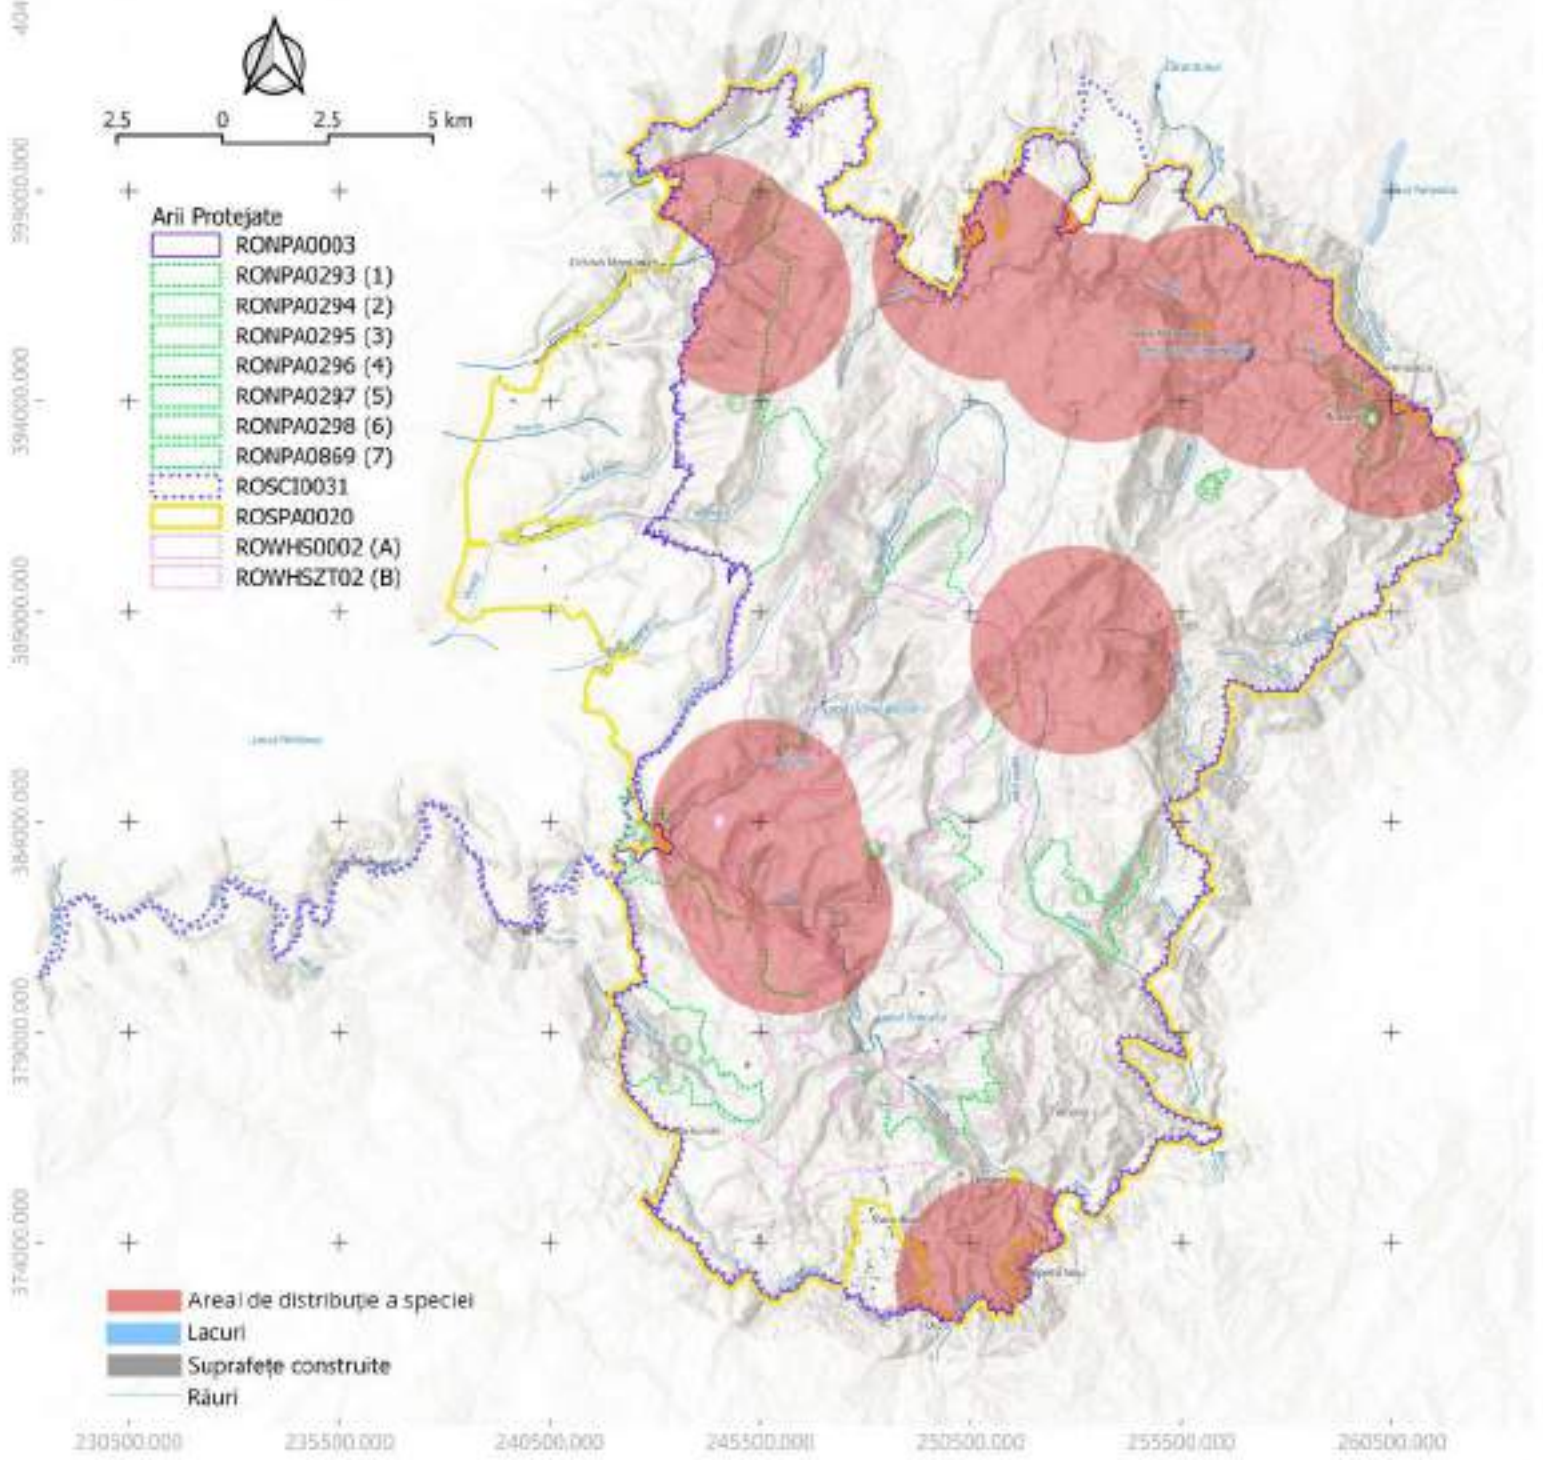 404
2.5 0 2.5 5 km
399000.000
Arii Protejate
RONPA0003
RONPA0293 (1)
RONPA0294 (2)
RONPA0295 (3)
RONPA0296 (4)
RONPA0297 (5)
RONPA0298 (6)
RONPA0869 (7)
ROSCI0031
ROSPA0020
ROWHS0002 (A)
ROWHSZT02 (B)
394000.000
389000.000
384000.000
379000.000
374000.000
Areal de distribuție a speciei
Lacuri
Suprafețe construite
Râuri
230500.000 235500.000 240500.000 245500.000 250500.000 255500.000 260500.000